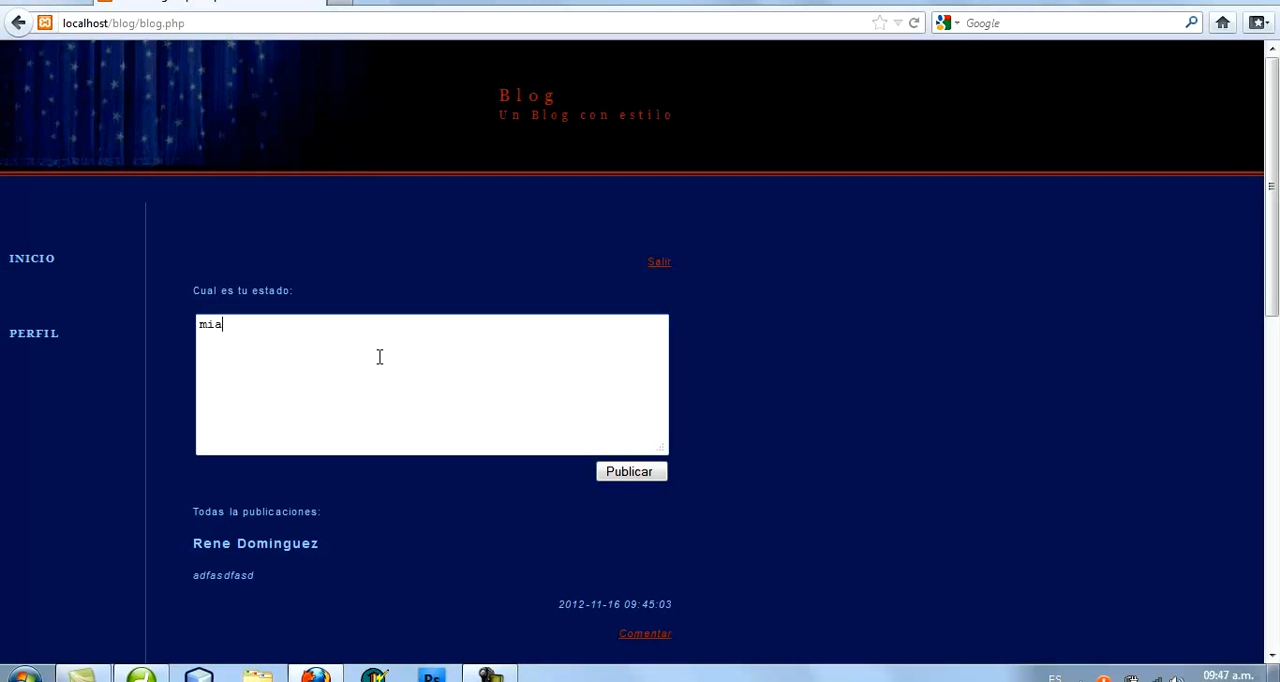 localhost/blog/blog.php
Google
Blog
Un Blog con estilo
INICIO
PERFIL
Salir
Cual es tu estado:
mia
Publicar
Todas la publicaciones:
Rene Dominguez
adfasdfasd
2012-11-16 09:45:03
Comentar
Ps
ES
09:47 a.m.